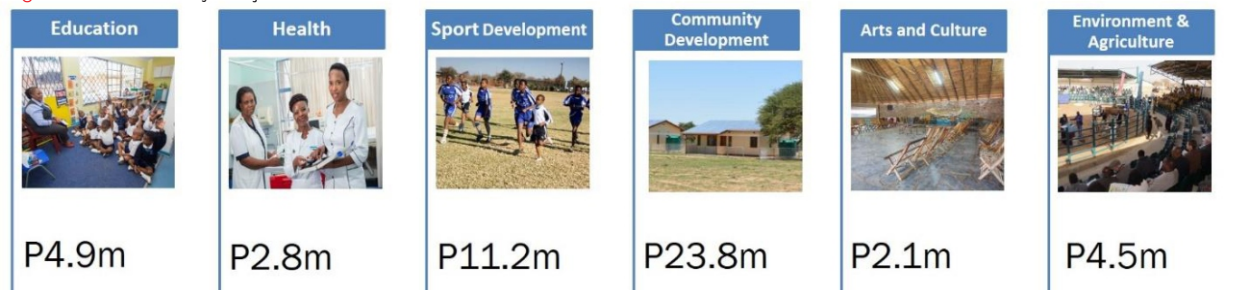 Education
Health
Sport Development
Community
Development
Arts and Culture
Environment &
Agriculture
P4.9m
P2.8m
P11.2m
P23.8m
P2.1m
P4.5m